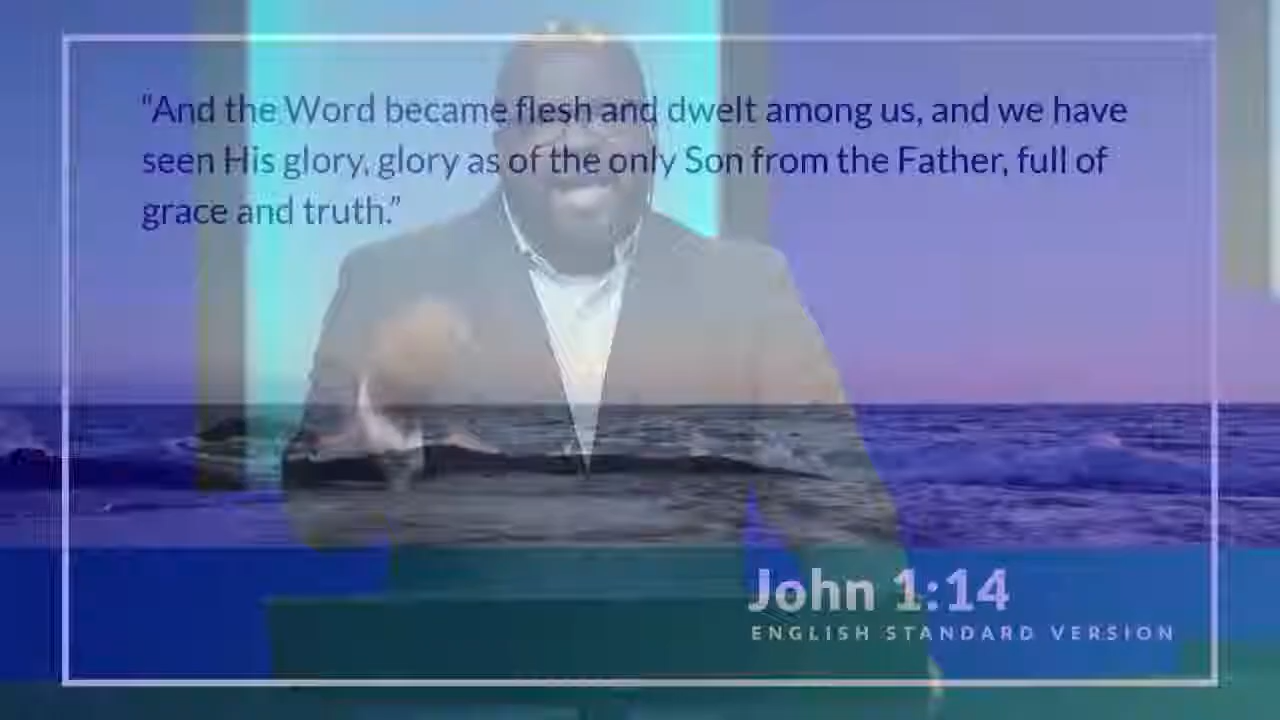 “And the Word became flesh and dwelt among us, and we have
seen His glory, glory as of the only Son from the Father, full of
grace and truth.”
John 1:14
ENGLISH STANDARD VERSION